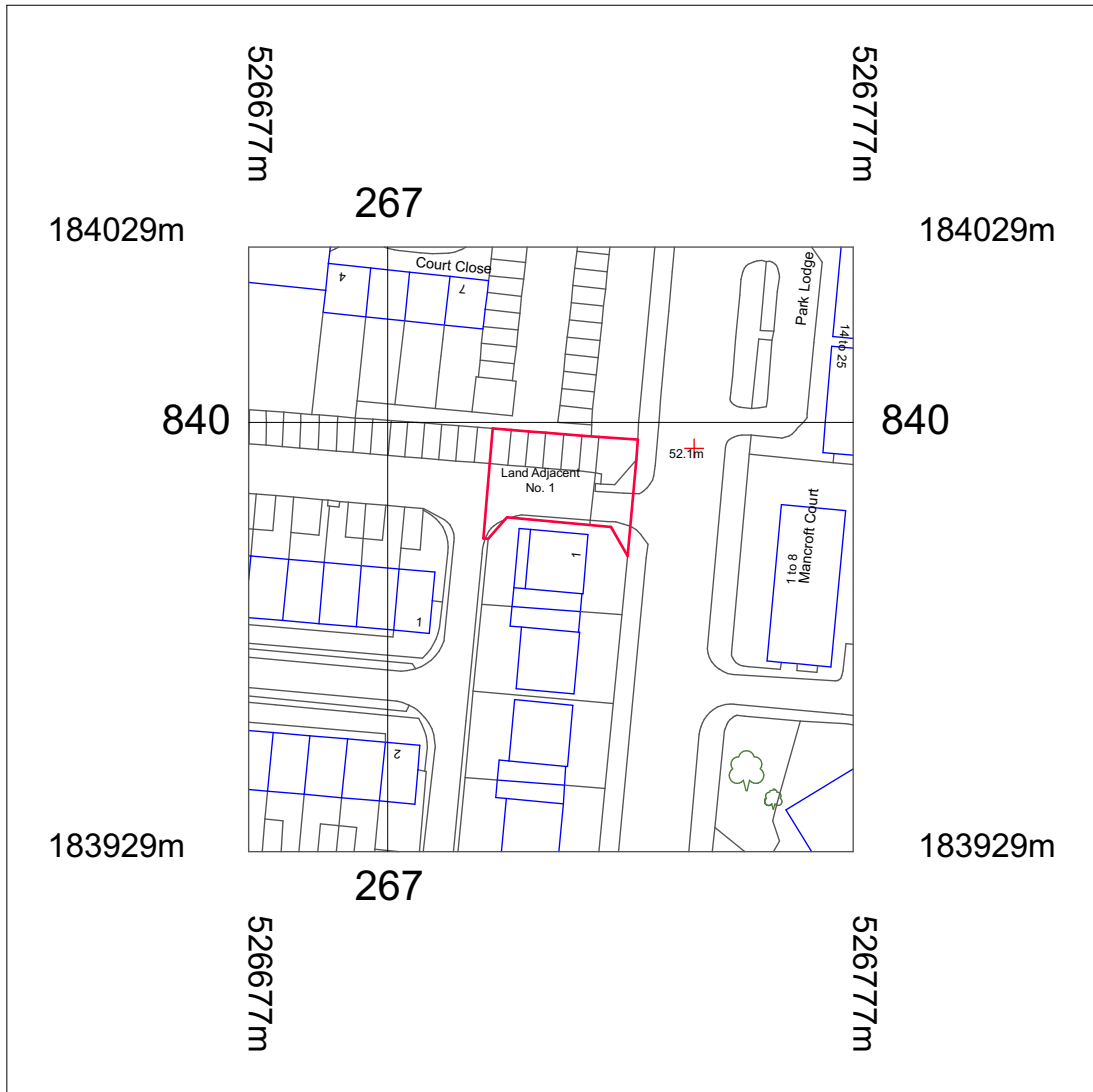 526677m
526777m
267
184029m
184029m
Court Close
4
7
Park Lodge
14 to 25
840
840
52.1m
Land Adjacent
No. 1
1
1 to 8
Mancroft Court
1
2
183929m
183929m
267
526677m
526777m